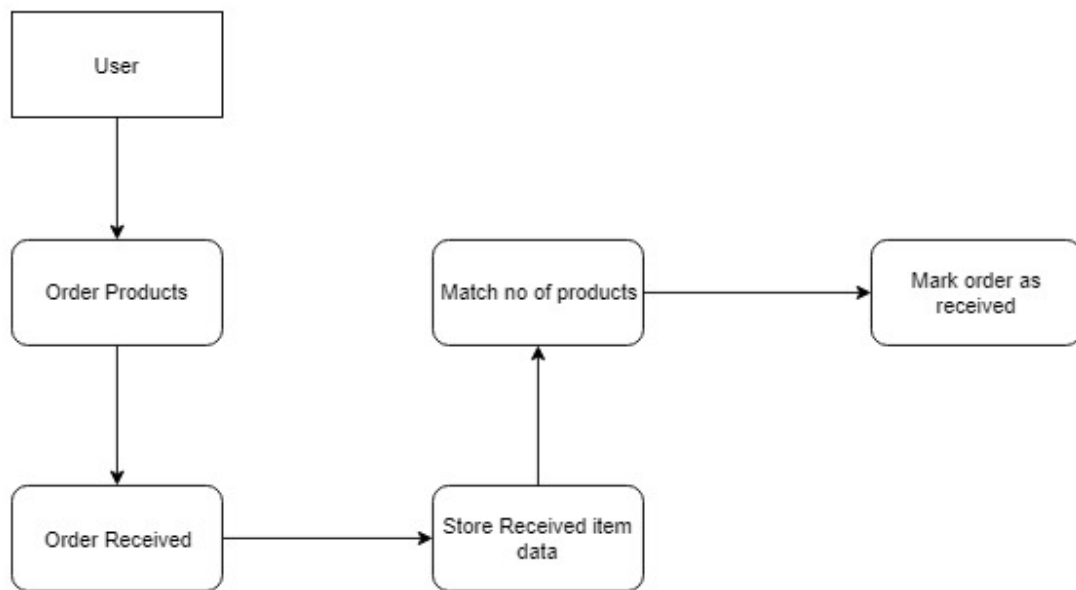 User
Order Products
Order Received
Store Received item
data
Match no of products
Mark order as
received